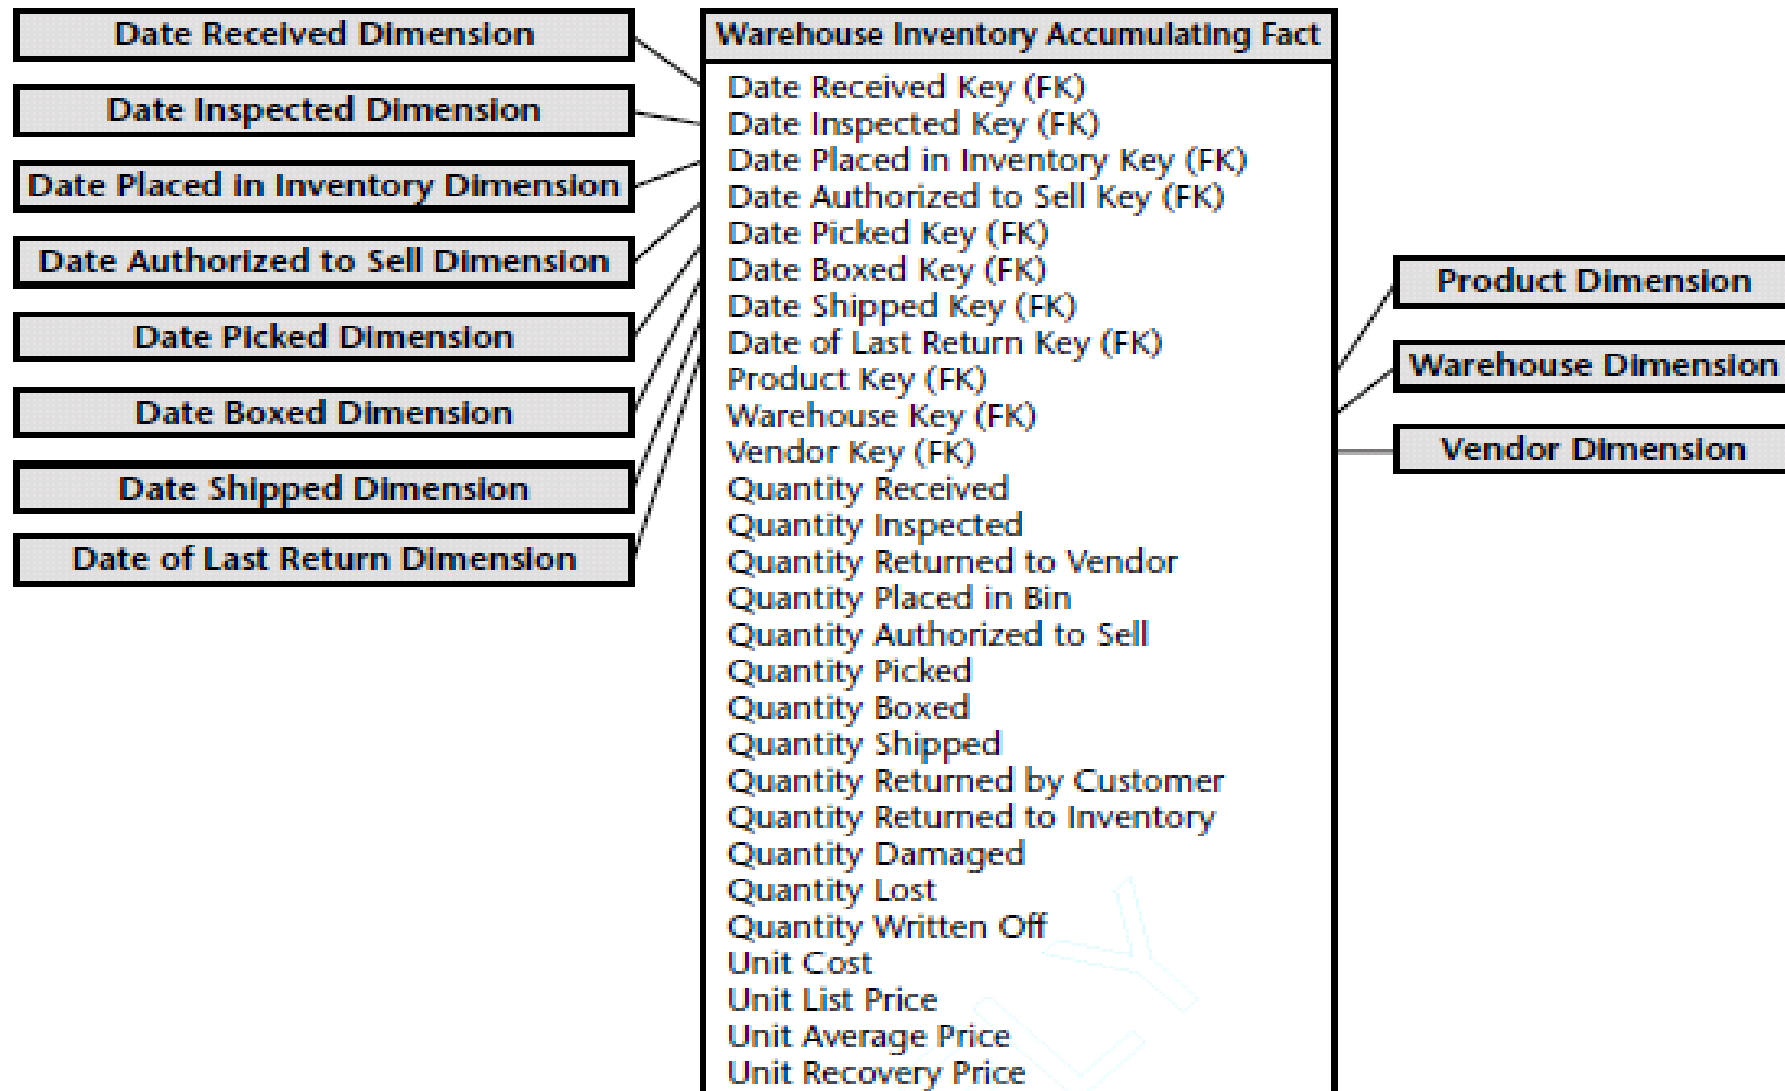 Date Received Dimension
Date Inspected Dimension
Date Placed in Inventory Dimension
Date Authorized to Sell Dimension
Date Picked Dimension
Date Boxed Dimension
Date Shipped Dimension
Date of Last Return Dimension
Warehouse Inventory Accumulating Fact
Date Received Key (FK)
Date Inspected Key (FK)
Date Placed in Inventory Key (FK)
Date Authorized to Sell Key (FK)
Date Picked Key (FK)
Date Boxed Key (FK)
Date Shipped Key (FK)
Date of Last Return Key (FK)
Product Key (FK)
Warehouse Key (FK)
Vendor Key (FK)
Quantity Received
Quantity Inspected
Quantity Returned to Vendor
Quantity Placed in Bin
Quantity Authorized to Sell
Quantity Picked
Quantity Boxed
Quantity Shipped
Quantity Returned by Customer
Quantity Returned to Inventory
Quantity Damaged
Quantity Lost
Quantity Written Off
Unit Cost
Unit List Price
Unit Average Price
Unit Recovery Price
Product Dimension
Warehouse Dimension
Vendor Dimension